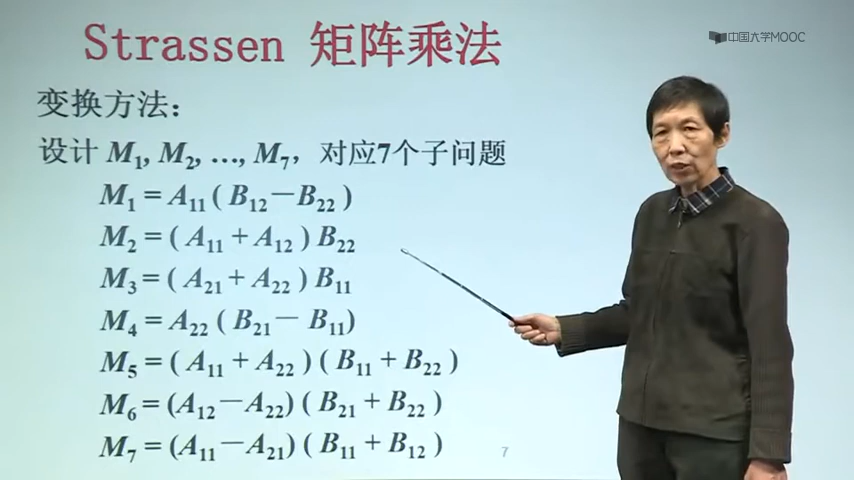 Strassen 矩阵乘法
中国大学MOOC
变换方法：
设计 M₁, M₂, …, M₇， 对应7个子问题
M₁ = A₁₁ ( B₁₂－B₂₂ )
M₂ = ( A₁₁ + A₁₂ ) B₂₂
M₃ = ( A₂₁ + A₂₂ ) B₁₁
M₄ = A₂₂ ( B₂₁－ B₁₁)
M₅ = ( A₁₁ + A₂₂ ) ( B₁₁ + B₂₂ )
M₆ = (A₁₂－A₂₂) ( B₂₁ + B₂₂ )
M₇ = (A₁₁－A₂₁) ( B₁₁ + B₁₂ )
7